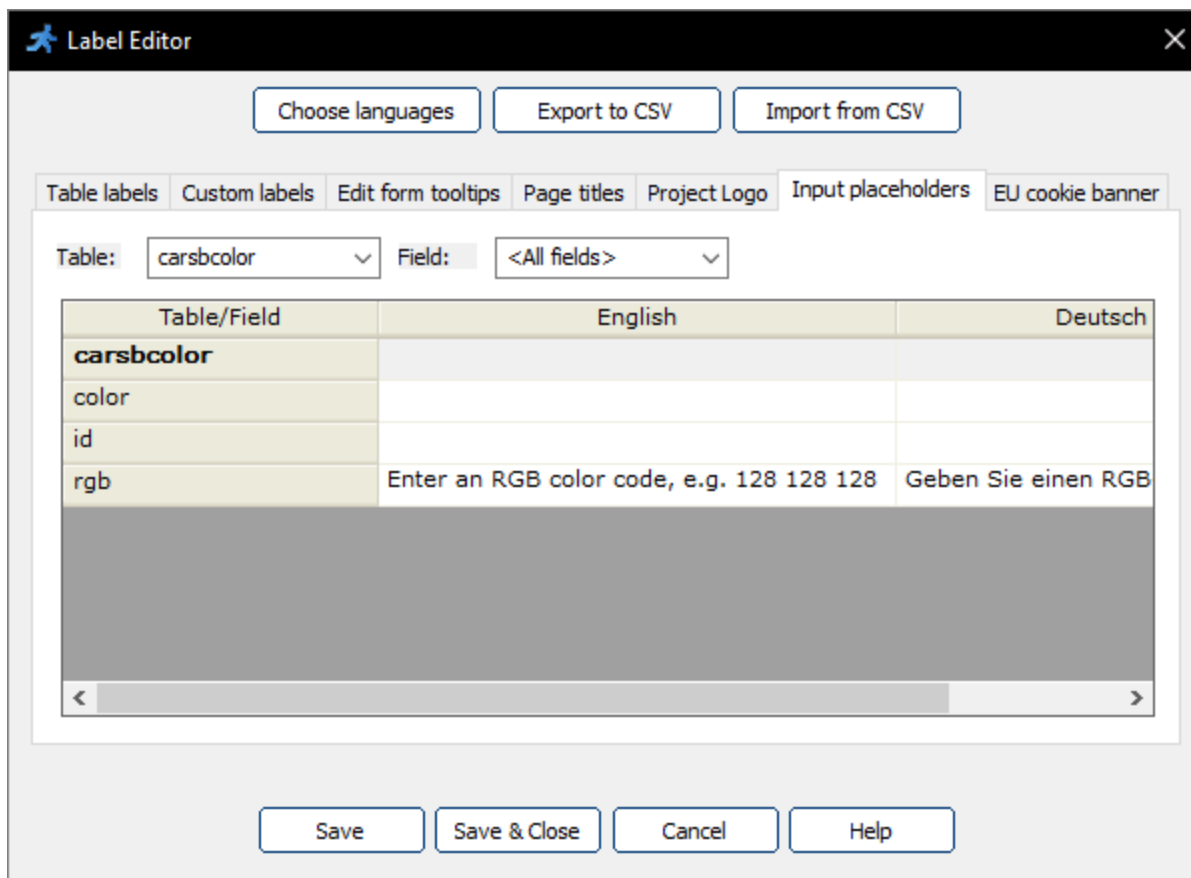 Label Editor
Choose languages Export to CSV Import from CSV
Table labels Custom labels Edit form tooltips Page titles Project Logo Input placeholders EU cookie banner
Table: carsbcolor Field: <All fields>
Table/Field English Deutsch
carsbcolor
color
id
rgb Enter an RGB color code, e.g. 128 128 128 Geben Sie einen RGB
Save Save & Close Cancel Help